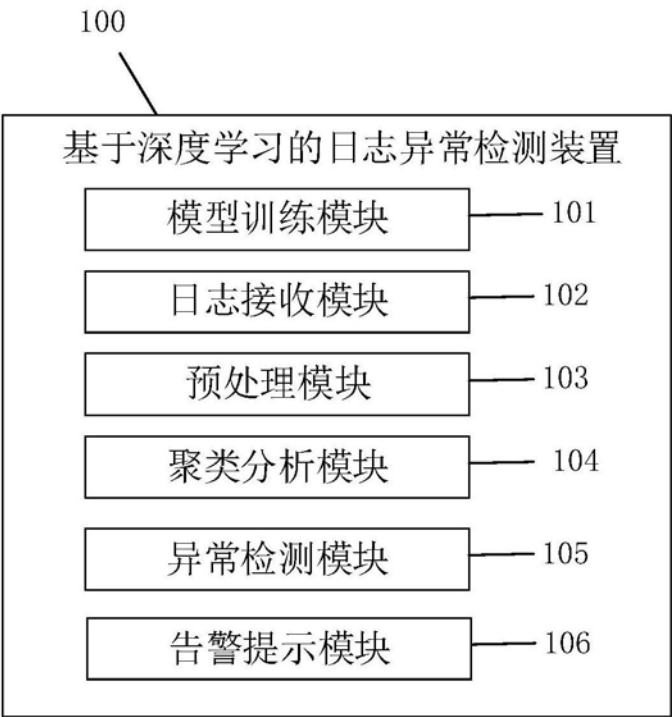 100
基于深度学习的日志异常检测装置
模型训练模块 101
日志接收模块 102
预处理模块 103
聚类分析模块 104
异常检测模块 105
告警提示模块 106